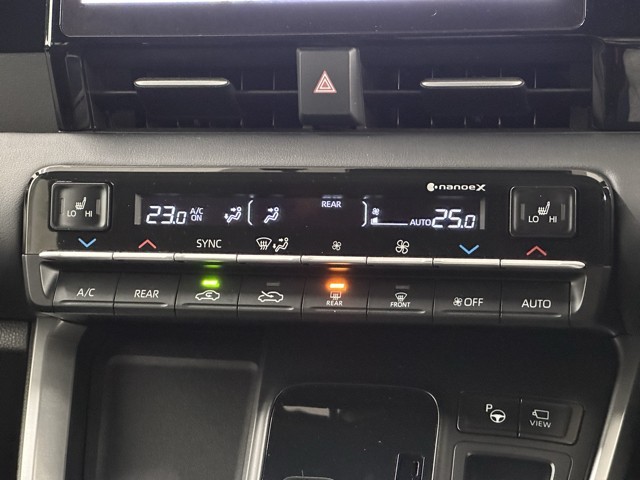 nanoeX
LO HI
23.0 A/C ON
REAR
AUTO 25.0
LO HI
SYNC
A/C
REAR
REAR
FRONT
OFF
AUTO
P
VIEW